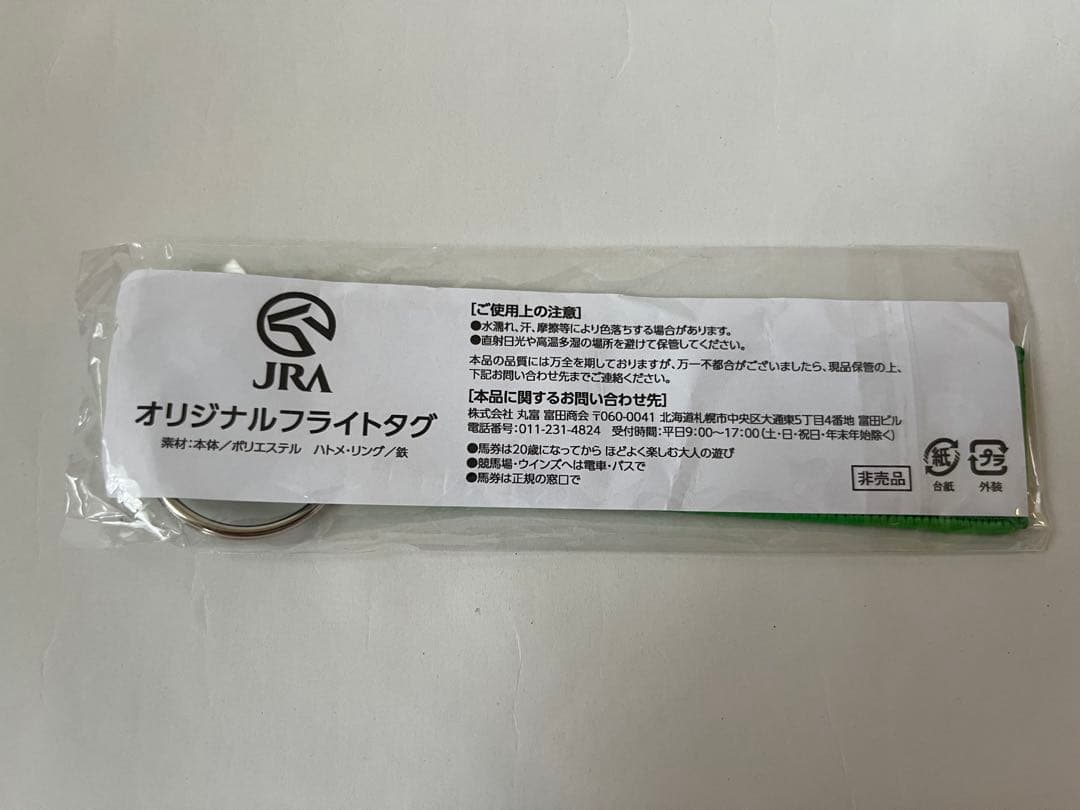 JRA
オリジナルフライトタグ
素材:本体/ポリエステル ハトメ・リング/鉄
[ご使用上の注意]
●水濡れ、汗、摩擦等により色落ちする場合があります。
●直射日光や高温多湿の場所を避けて保管してください。
本品の品質には万全を期しておりますが、万一不都合がございましたら、現品保管の上、
下記お問い合わせ先までご連絡ください。
[本品に関するお問い合わせ先]
株式会社 丸富 富田商会 〒060-0041 北海道札幌市中央区大通東5丁目4番地 富田ビル
電話番号:011-231-4824 受付時間:平日9:00〜17:00(土・日・祝日・年末年始除く)
●馬券は20歳になってから ほどよく楽しむ大人の遊び
●競馬場・ウインズへは電車・バスで
●馬券は正規の窓口で
非売品
紙
台紙
プラ
外装